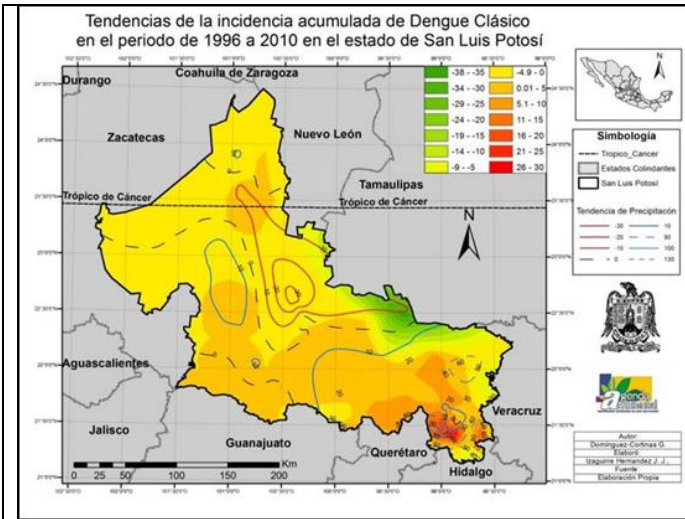 Tendencias de la incidencia acumulada de Dengue Clásico
en el periodo de 1996 a 2010 en el estado de San Luis Potosí
Durango
Coahuila de Zaragoza
Zacatecas
Nuevo León
Tamaulipas
Trópico de Cáncer
Trópico de Cáncer
N
Aguascalientes
Jalisco
Guanajuato
Querétaro
Hidalgo
Veracruz
-38 - -35
-34 - -30
-29 - -25
-24 - -20
-19 - -15
-14 - -10
-9 - -5
-4.9 - 0
0.01 - 5
5.1 - 10
11 - 15
16 - 20
21 - 25
26 - 30
0 25 50 100 150 200
Km
N
Simbología
Tropico_Cancer
Estados Colindantes
San Luis Potosí
Tendencia de Precipitación
-30
-20
-10
0
10
100
130
Autor:
Domínguez-Cortinas G.
Elaboró:
Izaguirre Hernandez J. J.,
Fuente:
Elaboración Propia